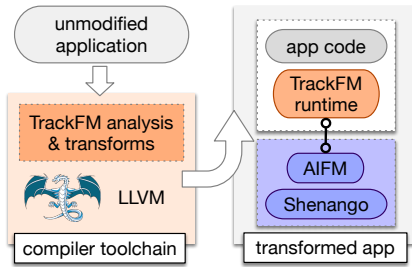 unmodified
application
TrackFM analysis
& transforms
LLVM
compiler toolchain
app code
TrackFM
runtime
AIFM
Shenango
transformed app